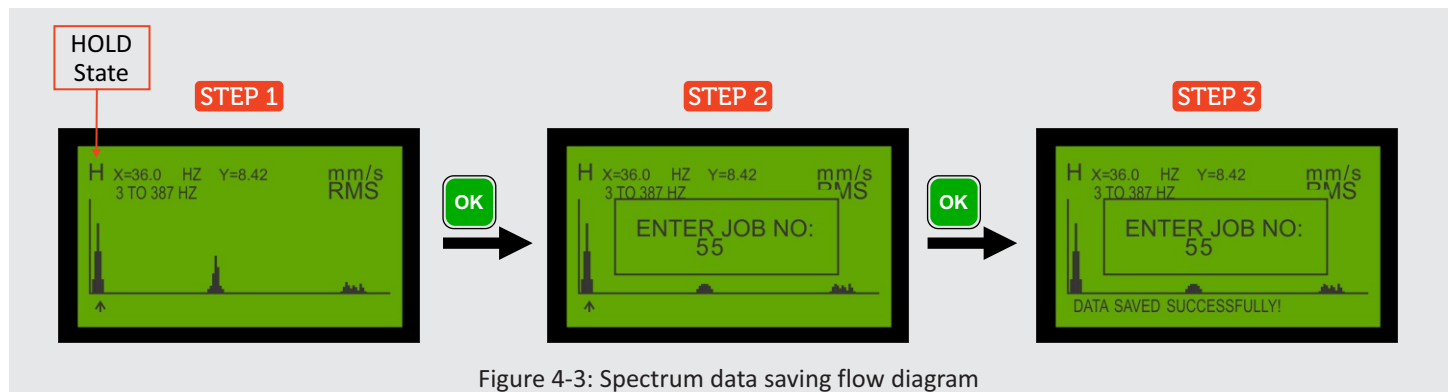 HOLD
State
STEP 1
H X=36.0 HZ Y=8.42 mm/s
3 TO 387 HZ RMS
OK
STEP 2
H X=36.0 HZ Y=8.42 mm/s
3 TO 387 HZ RMS
ENTER JOB NO:
55
OK
STEP 3
H X=36.0 HZ Y=8.42 mm/s
3 TO 387 HZ RMS
ENTER JOB NO:
55
DATA SAVED SUCCESSFULLY!
Figure 4-3: Spectrum data saving flow diagram